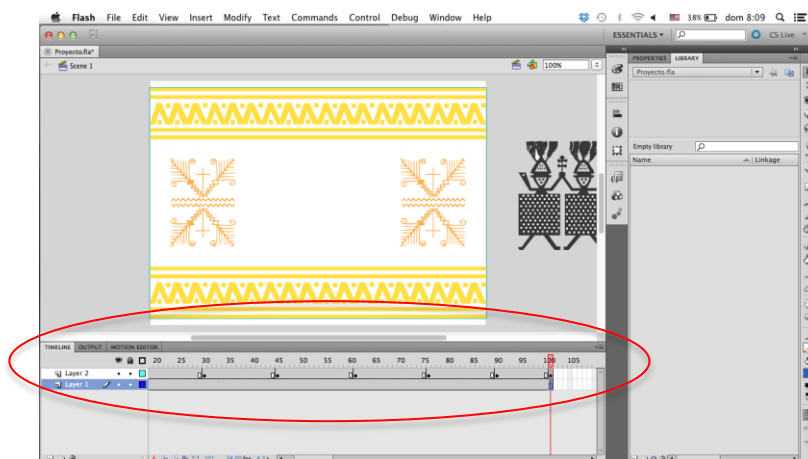 Flash File Edit View Insert Modify Text Commands Control Debug Window Help 38% dom 8:09
Fl ESSENTIALS CS Live
Proyecto.fla*
Scene 1 100%
PROPERTIES LIBRARY
Proyecto.fla
Empty library
Name Linkage
TIMELINE OUTPUT MOTION EDITOR
20 25 30 35 40 45 50 55 60 65 70 75 80 85 90 95 100 105
Layer 2
Layer 1